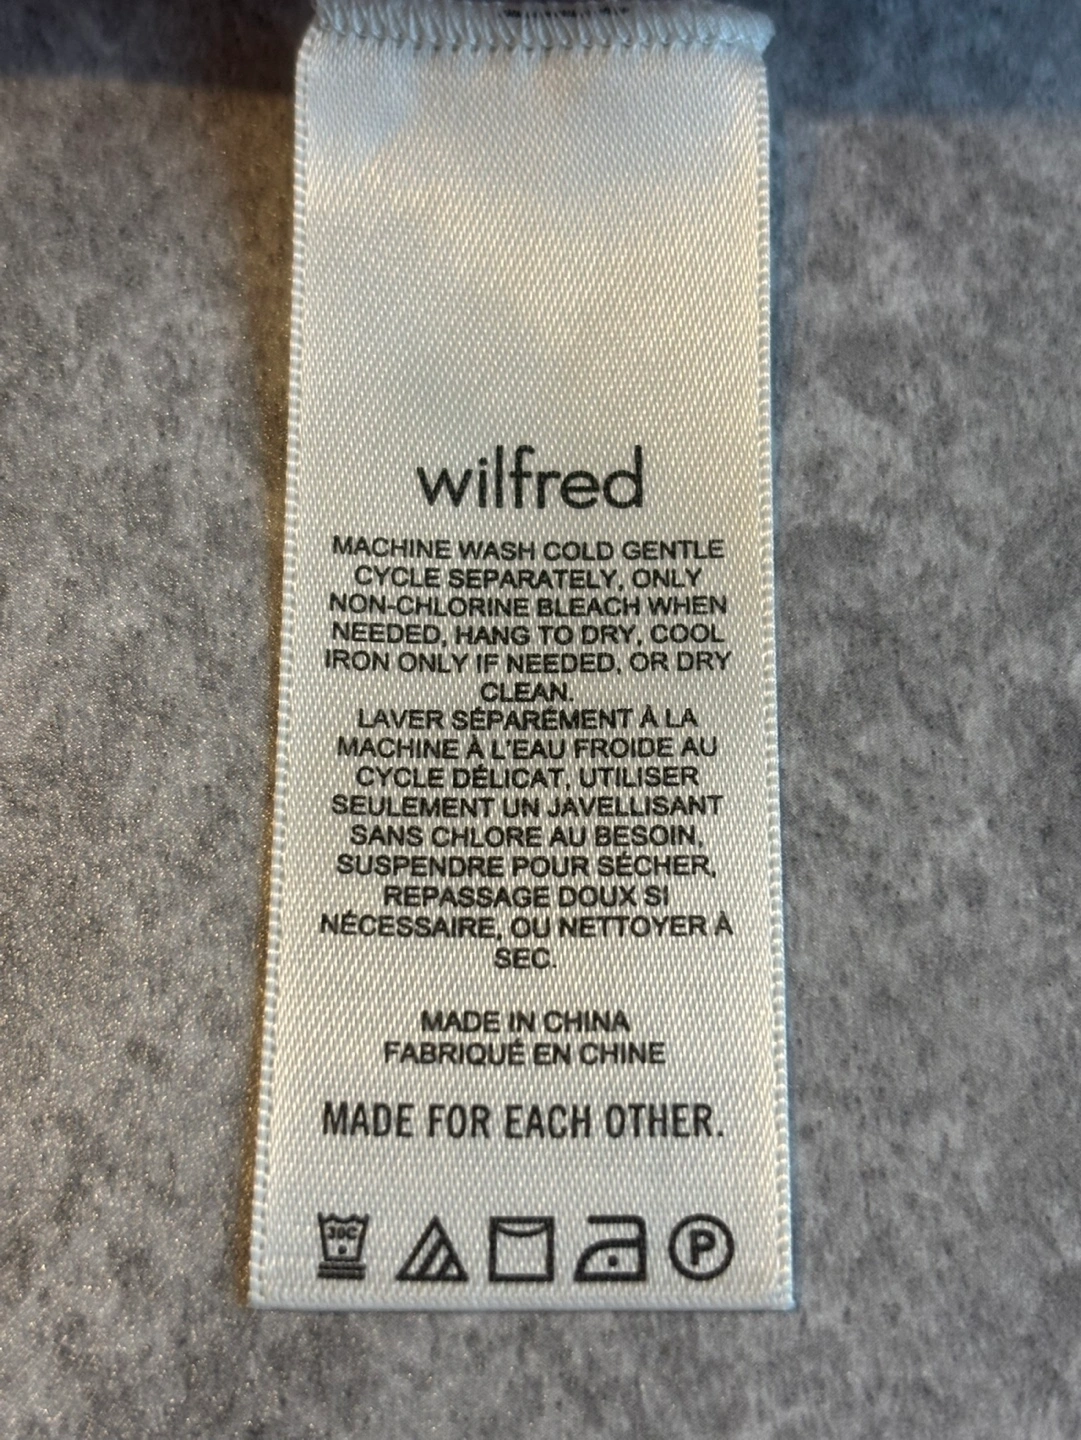 wilfred
MACHINE WASH COLD GENTLE
CYCLE SEPARATELY, ONLY
NON-CHLORINE BLEACH WHEN
NEEDED, HANG TO DRY, COOL
IRON ONLY IF NEEDED, OR DRY
CLEAN.
LAVER SÉPARÉMENT À LA
MACHINE À L'EAU FROIDE AU
CYCLE DÉLICAT, UTILISER
SEULEMENT UN JAVELLISANT
SANS CHLORE AU BESOIN,
SUSPENDRE POUR SÉCHER,
REPASSAGE DOUX SI
NÉCESSAIRE, OU NETTOYER À
SEC.
MADE IN CHINA
FABRIQUÉ EN CHINE
MADE FOR EACH OTHER.
30C P